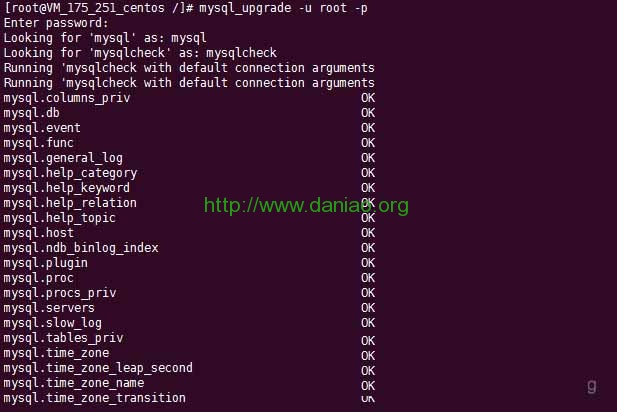 [root@VM_175_251_centos /]# mysql_upgrade -u root -p
Enter password:
Looking for 'mysql' as: mysql
Looking for 'mysqlcheck' as: mysqlcheck
Running 'mysqlcheck with default connection arguments
Running 'mysqlcheck with default connection arguments
mysql.columns_priv OK
mysql.db OK
mysql.event OK
mysql.func OK
mysql.general_log OK
mysql.help_category OK
mysql.help_keyword OK
mysql.help_relation OK
http://www.daniao.org
mysql.help_topic OK
mysql.host OK
mysql.ndb_binlog_index OK
mysql.plugin OK
mysql.proc OK
mysql.procs_priv OK
mysql.servers OK
mysql.slow_log OK
mysql.tables_priv OK
mysql.time_zone OK
mysql.time_zone_leap_second OK
mysql.time_zone_name OK
g
mysql.time_zone_transition OK